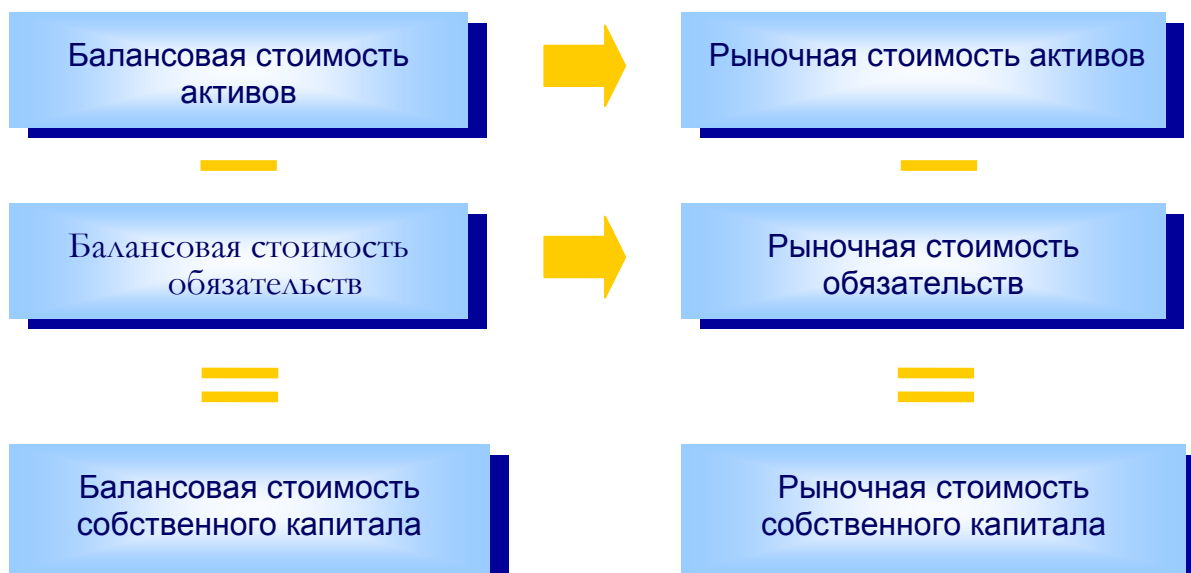 Балансовая стоимость
активов
Рыночная стоимость активов
Балансовая стоимость
обязательств
Рыночная стоимость
обязательств
Балансовая стоимость
собственного капитала
Рыночная стоимость
собственного капитала